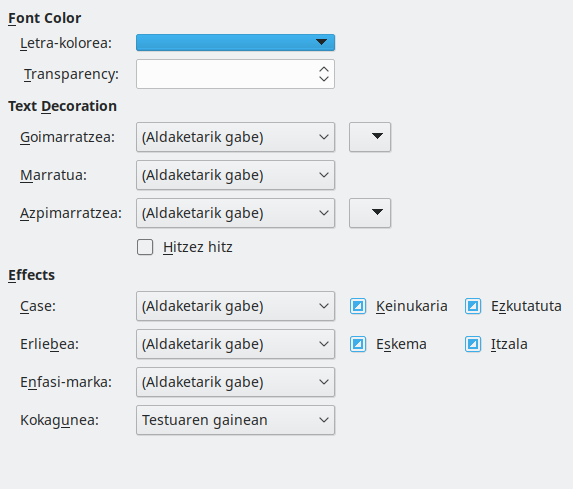 Font Color
Letra-kolorea:
Transparency:
Text Decoration
Goimarratzea: (Aldaketarik gabe)
Marratua: (Aldaketarik gabe)
Azpimarratzea: (Aldaketarik gabe)
Hitzez hitz
Effects
Case: (Aldaketarik gabe) Keinukaria Ezkutatuta
Erliebea: (Aldaketarik gabe) Eskema Itzala
Enfasi-marka: (Aldaketarik gabe)
Kokagunea: Testuaren gainean